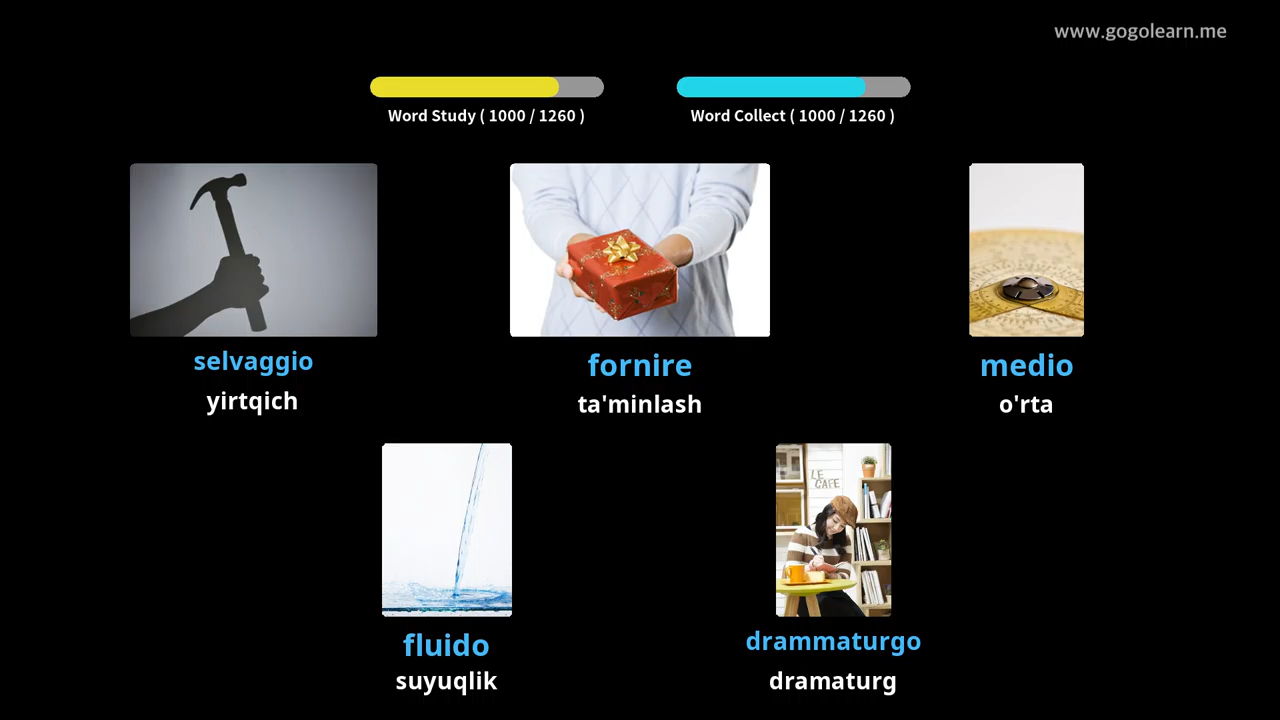 www.gogolearn.me
Word Study ( 1000 / 1260 )
Word Collect ( 1000 / 1260 )
selvaggio
yirtqich
fornire
ta'minlash
medio
o'rta
LE
CAFE
fluido
suyuqlik
drammaturgo
dramaturg